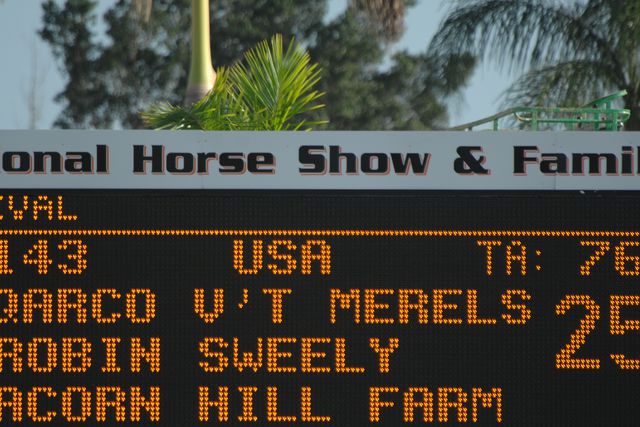 onal Horse Show & Famil
IVAL
143 USA TA: 76
QARCO V'T MERELS 25
ROBIN SWEELY
ACORN HILL FARM